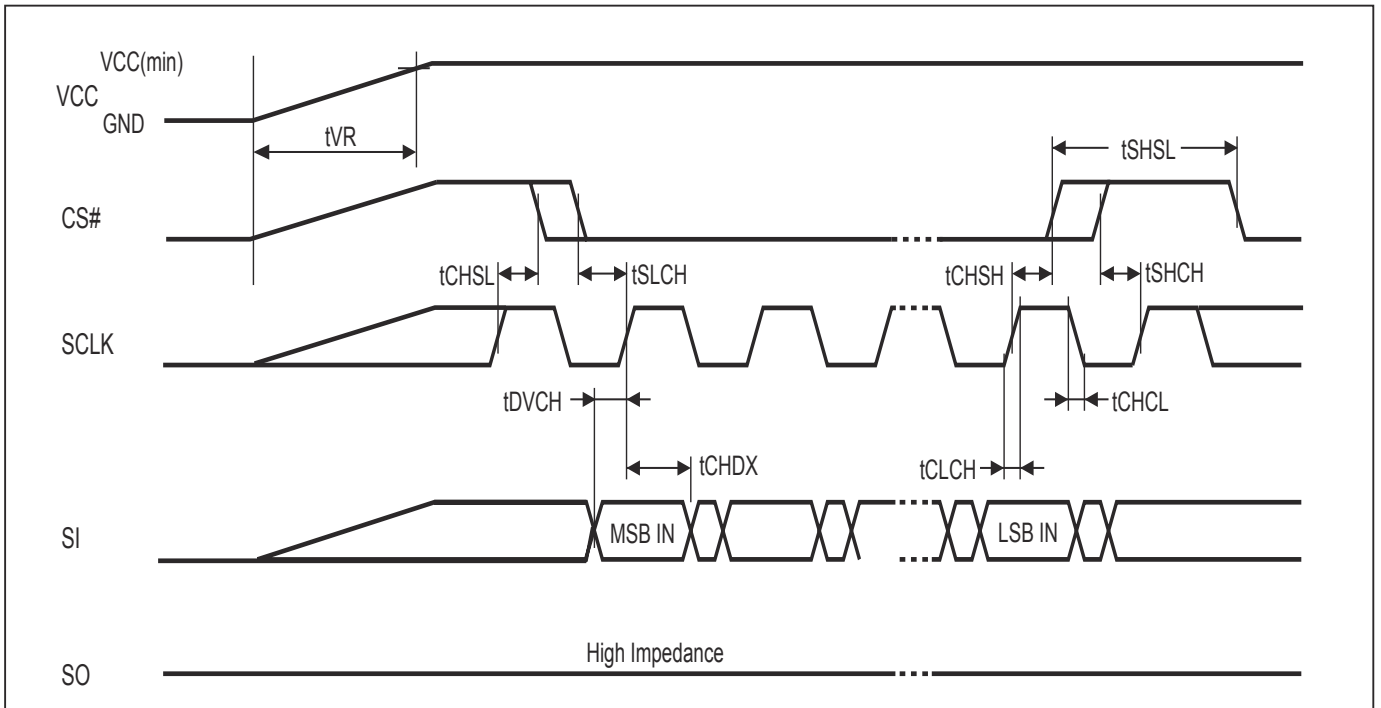 VCC(min)
VCC
GND
tVR
tSHSL
CS#
tCHSL
tSLCH
tCHSH
tSHCH
SCLK
tDVCH
tCHCL
tCHDX
tCLCH
SI
MSB IN
LSB IN
High Impedance
SO